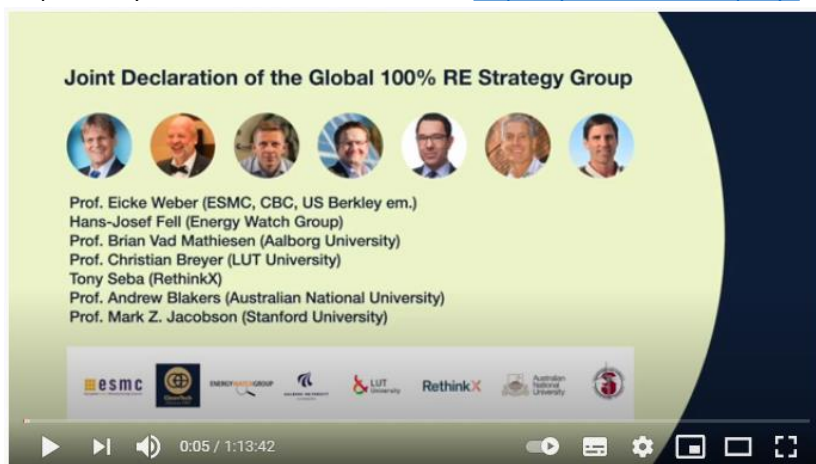 Joint Declaration of the Global 100% RE Strategy Group
Prof. Eicke Weber (ESMC, CBC, US Berkley em.)
Hans-Josef Fell (Energy Watch Group)
Prof. Brian Vad Mathiesen (Aalborg University)
Prof. Christian Breyer (LUT University)
Tony Seba (RethinkX)
Prof. Andrew Blakers (Australian National University)
Prof. Mark Z. Jacobson (Stanford University)
esmc
ENERGYWATCHGROUP
LUT University
RethinkX
Australian National University
0:05 / 1:13:42